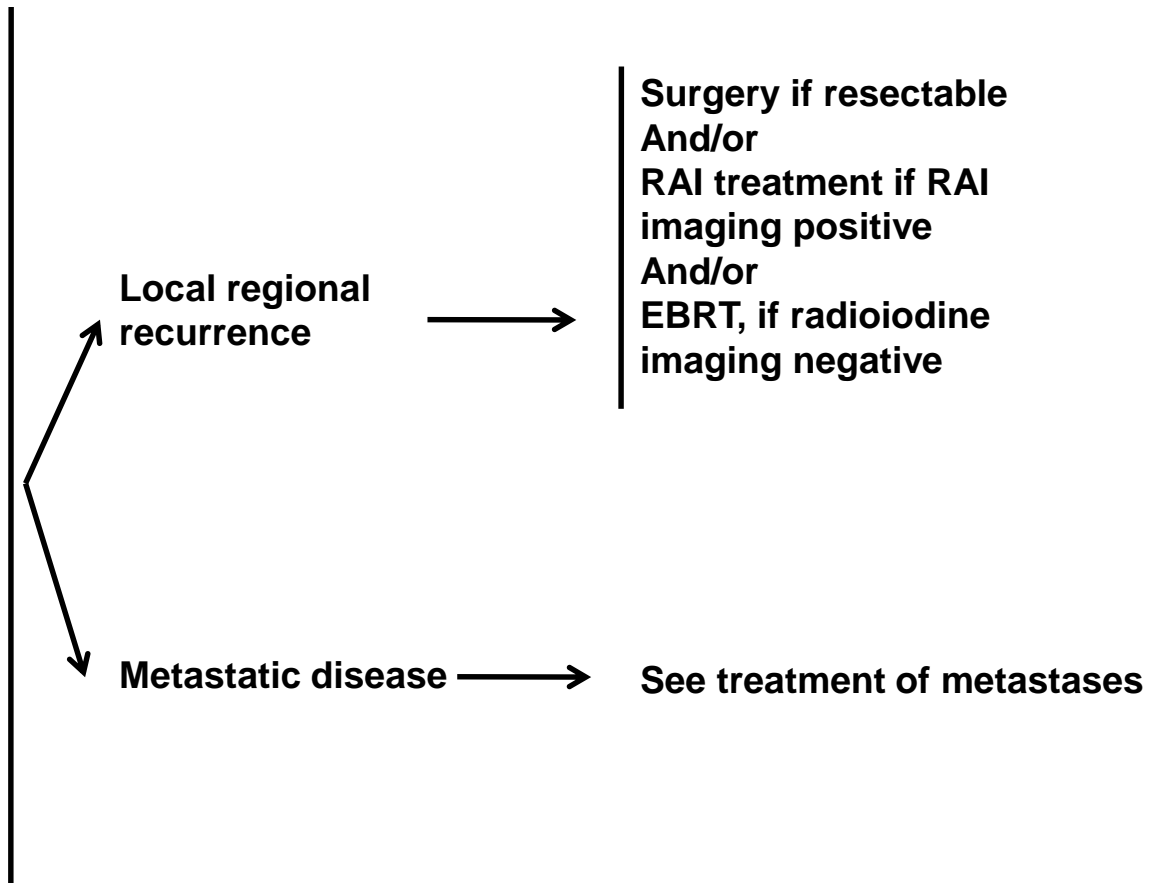 Surgery if resectable
And/or
RAI treatment if RAI
imaging positive
And/or
EBRT, if radioiodine
imaging negative
Local regional
recurrence
Metastatic disease
See treatment of metastases